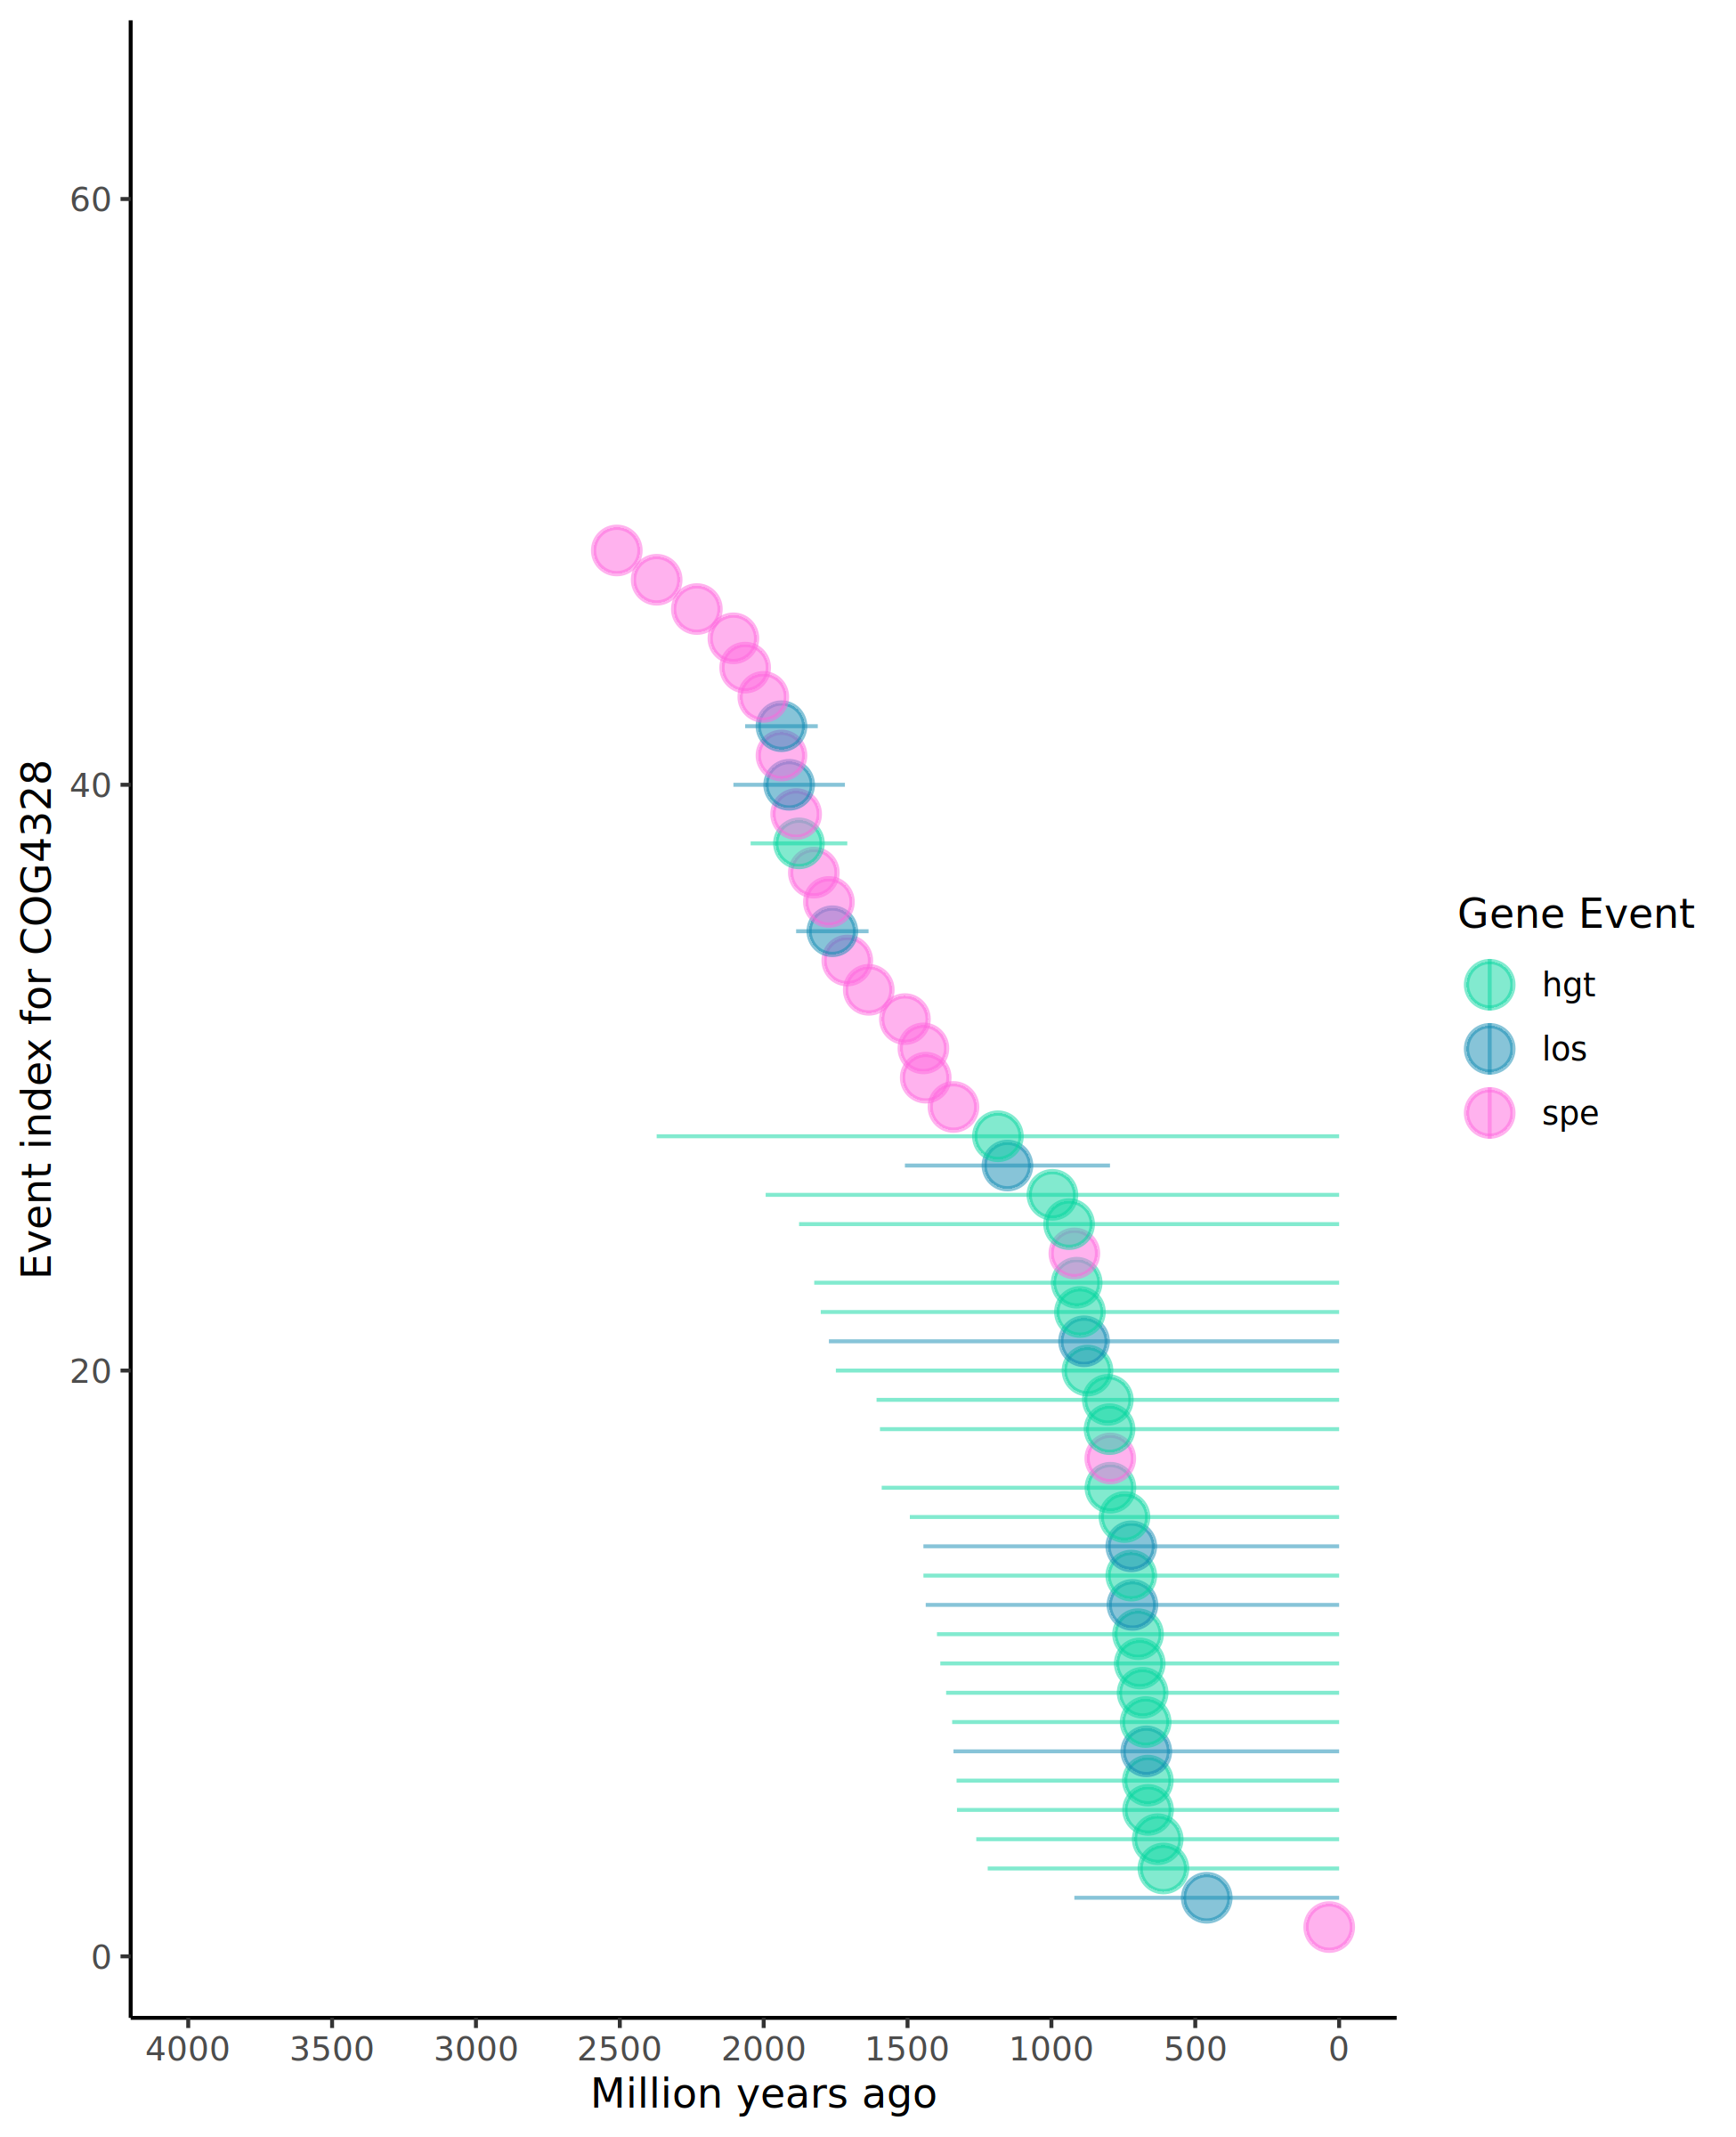 60
40
20
0
Event index for COG4328
4000 3500 3000 2500 2000 1500 1000 500 0
Million years ago
Gene Event
hgt
los
spe